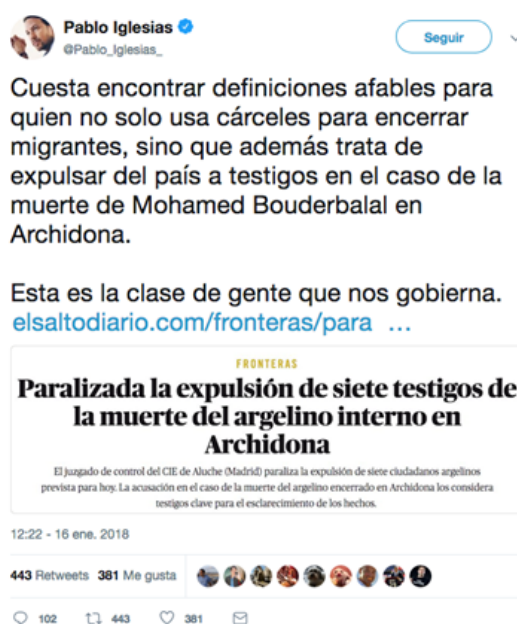 Pablo Iglesias
@Pablo_Iglesias_
Seguir
Cuesta encontrar definiciones afables para
quien no solo usa cárceles para encerrar
migrantes, sino que además trata de
expulsar del país a testigos en el caso de la
muerte de Mohamed Bouderbalal en
Archidona.
Esta es la clase de gente que nos gobierna.
elsaltodiario.com/fronteras/para ...
FRONTERAS
Paralizada la expulsión de siete testigos de
la muerte del argelino interno en
Archidona
El juzgado de control del CIE de Aluche (Madrid) paraliza la expulsión de siete ciudadanos argelinos
prevista para hoy. La acusación en el caso de la muerte del argelino encerrado en Archidona los considera
testigos clave para el esclarecimiento de los hechos.
12:22 - 16 ene. 2018
443 Retweets 381 Me gusta
102 443 381